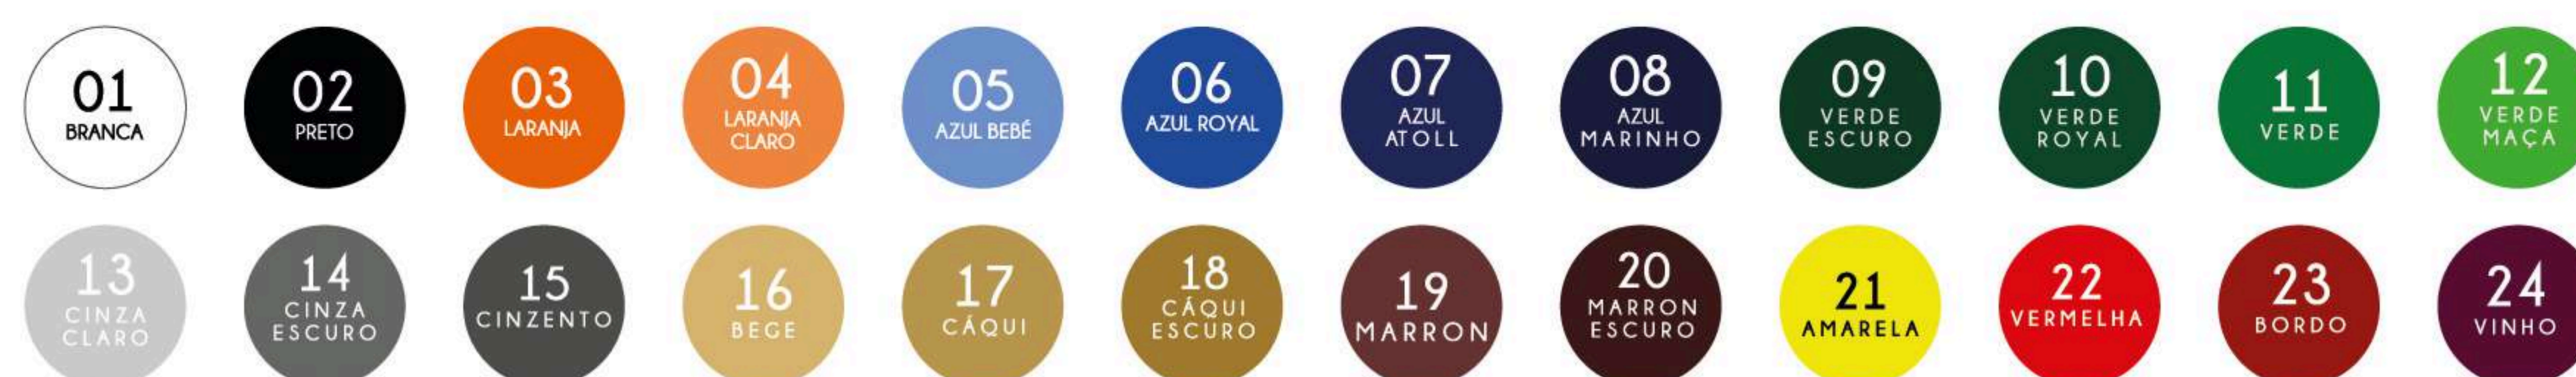 01
BRANCA
02
PRETO
03
LARANJA
04
LARANJA
CLARO
05
AZUL BEBÉ
06
AZUL ROYAL
07
AZUL
ATOLL
08
AZUL
MARINHO
09
VERDE
ESCURO
10
VERDE
ROYAL
11
VERDE
12
VERDE
MAÇA
13
CINZA
CLARO
14
CINZA
ESCURO
15
CINZENTO
16
BEGE
17
CÁQUI
18
CÁQUI
ESCURO
19
MARRON
20
MARRON
ESCURO
21
AMARELA
22
VERMELHA
23
BORDO
24
VINHO